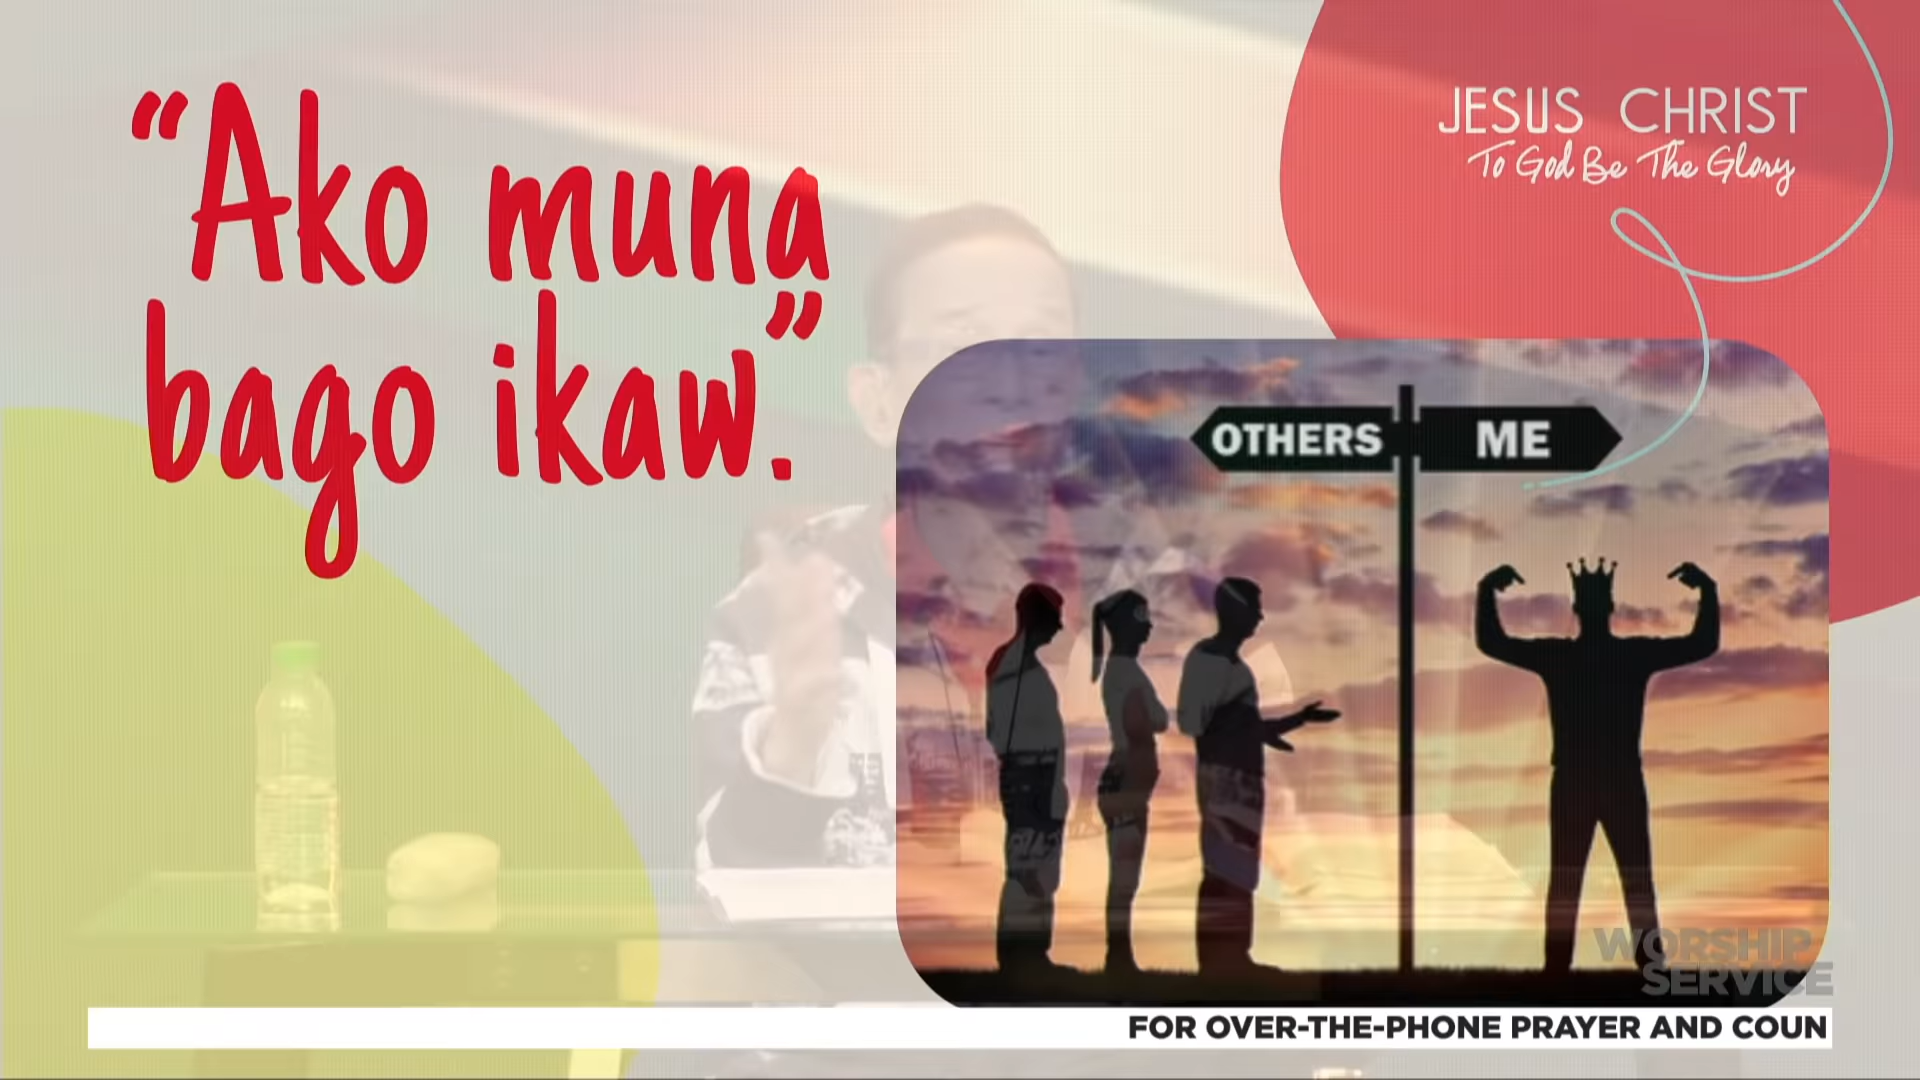 “Ako muna
bago ikaw.”
JESUS CHRIST
To God Be The Glory
OTHERS
ME
WORSHIP
SERVICE
FOR OVER-THE-PHONE PRAYER AND COUN